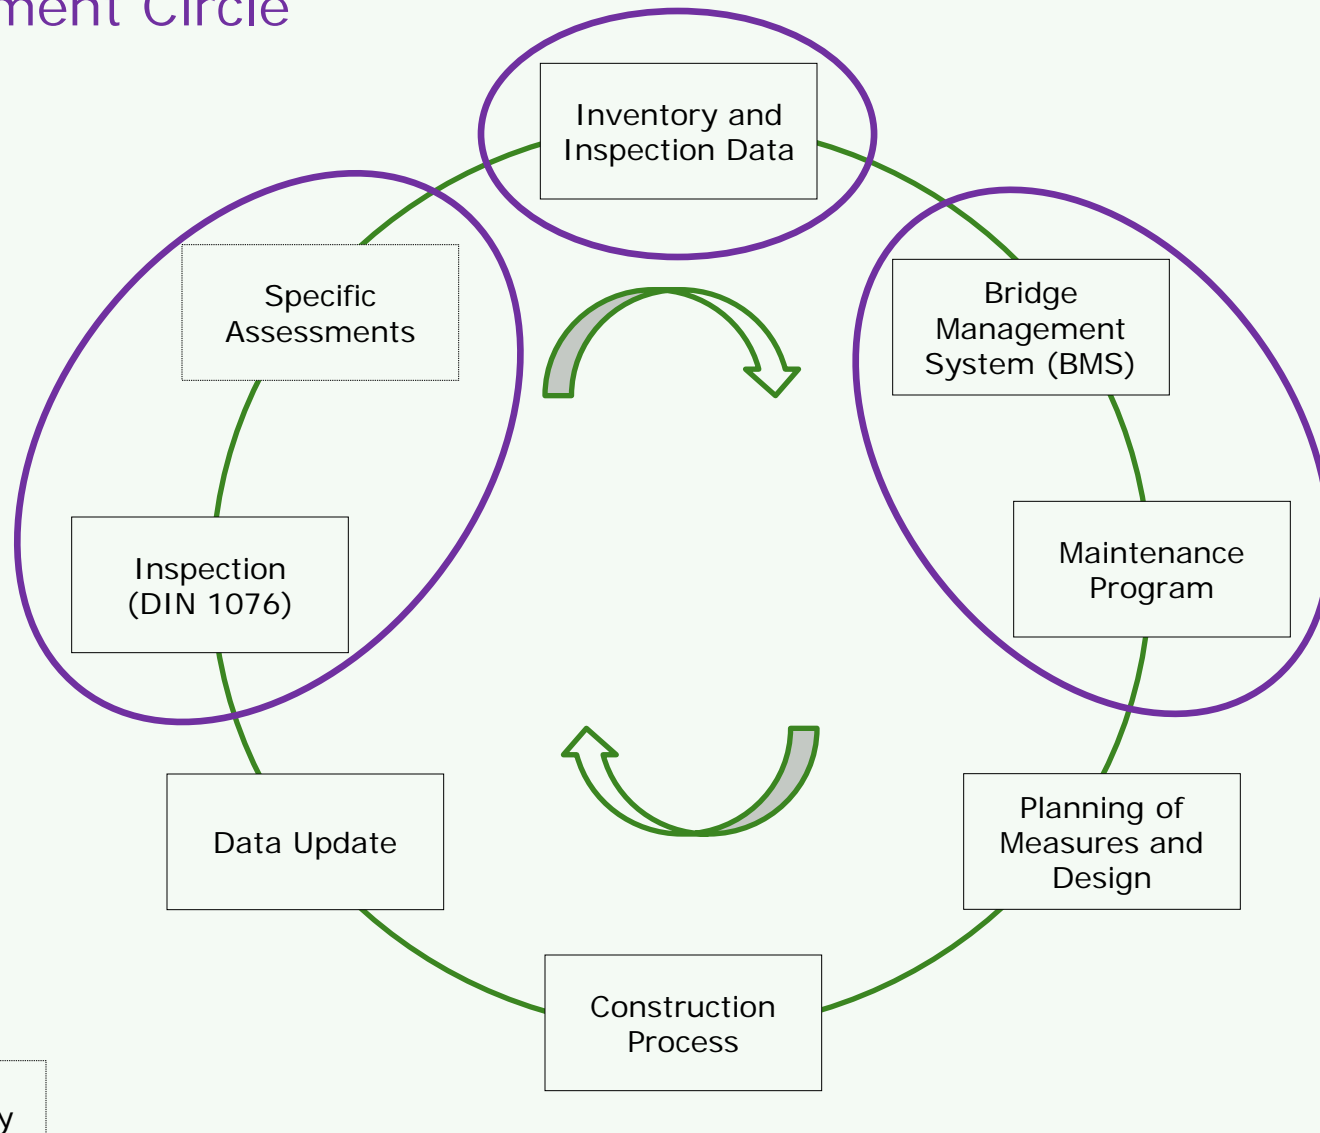 ment Circle
Inventory and
Inspection Data
Specific
Assessments
Bridge
Management
System (BMS)
Inspection
(DIN 1076)
Maintenance
Program
Data Update
Planning of
Measures and
Design
Construction
Process
y